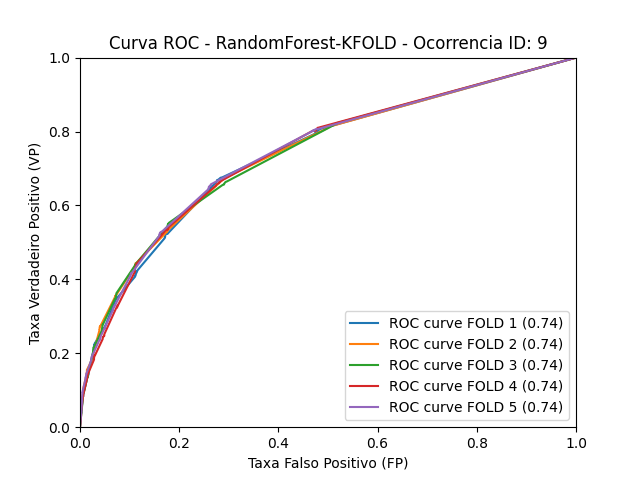 Curva ROC - RandomForest-KFOLD - Ocorrencia ID: 9
Taxa Verdadeiro Positivo (VP)
1.0
0.8
0.6
0.4
0.2
0.0
ROC curve FOLD 1 (0.74)
ROC curve FOLD 2 (0.74)
ROC curve FOLD 3 (0.74)
ROC curve FOLD 4 (0.74)
ROC curve FOLD 5 (0.74)
0.0 0.2 0.4 0.6 0.8 1.0
Taxa Falso Positivo (FP)